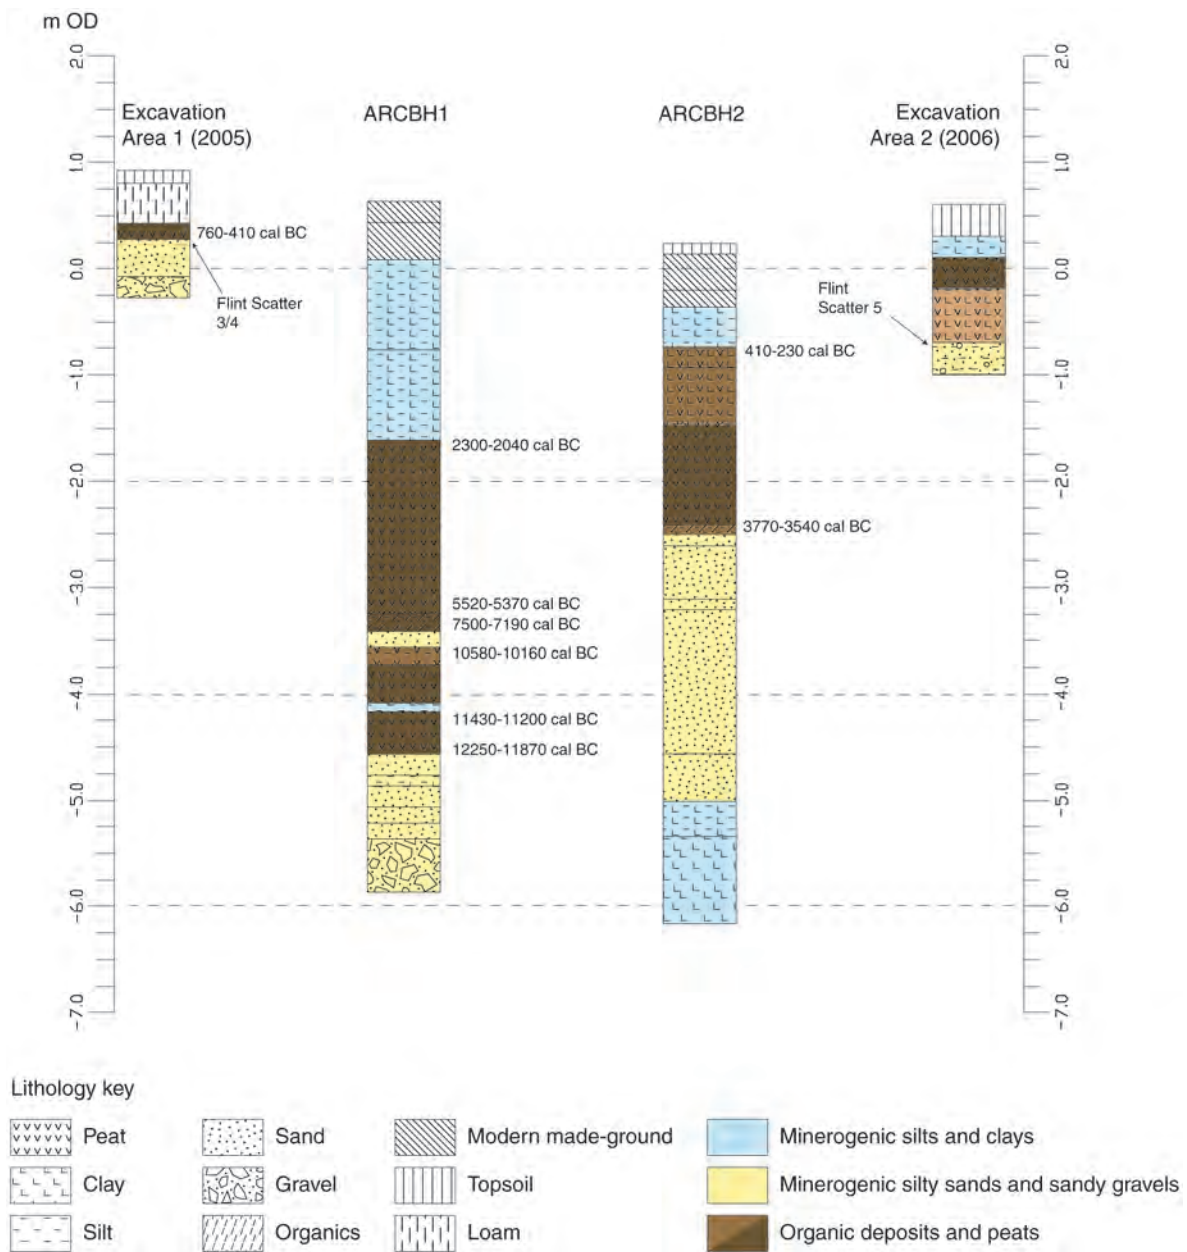 m OD
2.0
1.0
0.0
-1.0
-2.0
-3.0
-4.0
-5.0
-6.0
-7.0
Excavation
Area 1 (2005)
760-410 cal BC
Flint Scatter
3/4
ARCBH1
2300-2040 cal BC
5520-5370 cal BC
7500-7190 cal BC
10580-10160 cal BC
11430-11200 cal BC
12250-11870 cal BC
ARCBH2
410-230 cal BC
3770-3540 cal BC
Excavation
Area 2 (2006)
Flint
Scatter 5
2.0
1.0
0.0
-1.0
-2.0
-3.0
-4.0
-5.0
-6.0
-7.0
Lithology key
Peat
Clay
Silt
Sand
Gravel
Organics
Modern made-ground
Topsoil
Loam
Minerogenic silts and clays
Minerogenic silty sands and sandy gravels
Organic deposits and peats